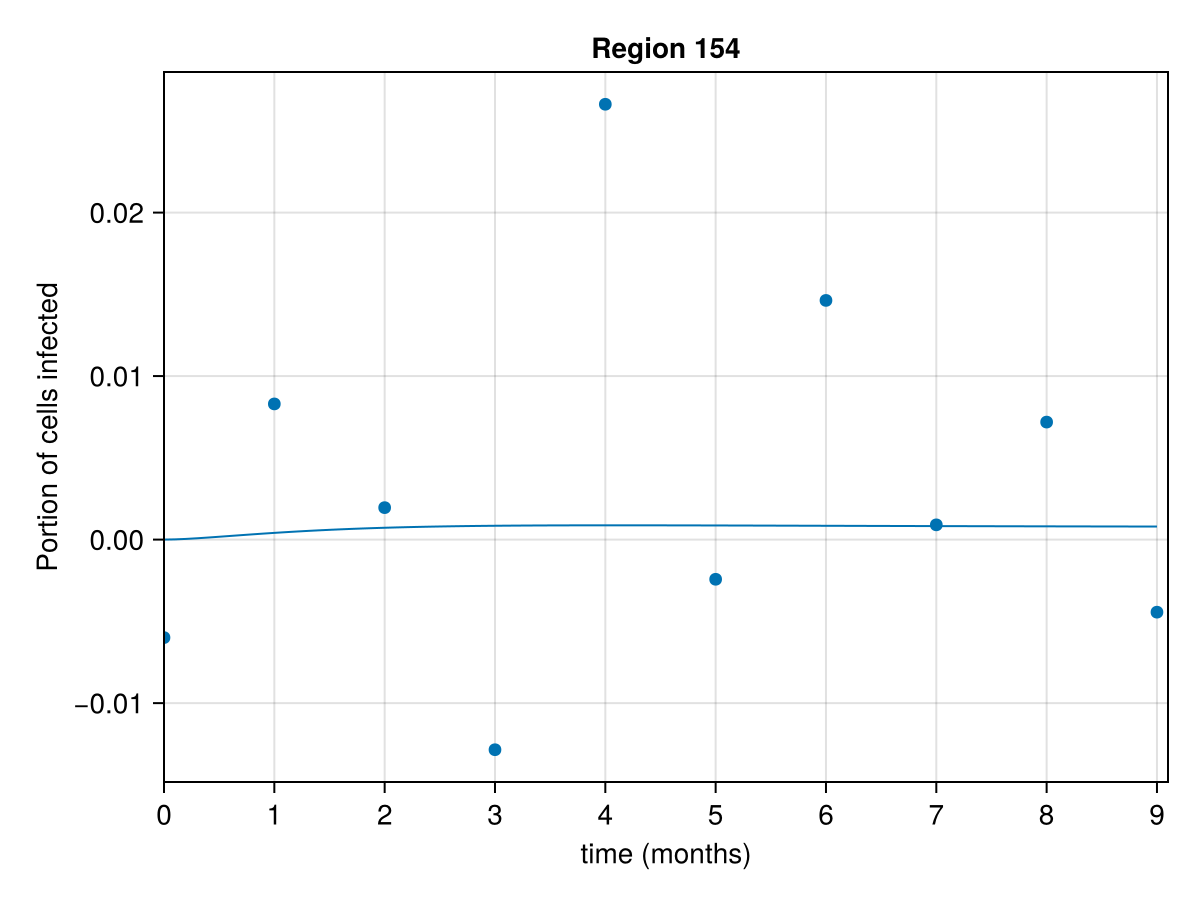 Region 154
Portion of cells infected
0.02
0.01
0.00
−0.01
0 1 2 3 4 5 6 7 8 9
time (months)